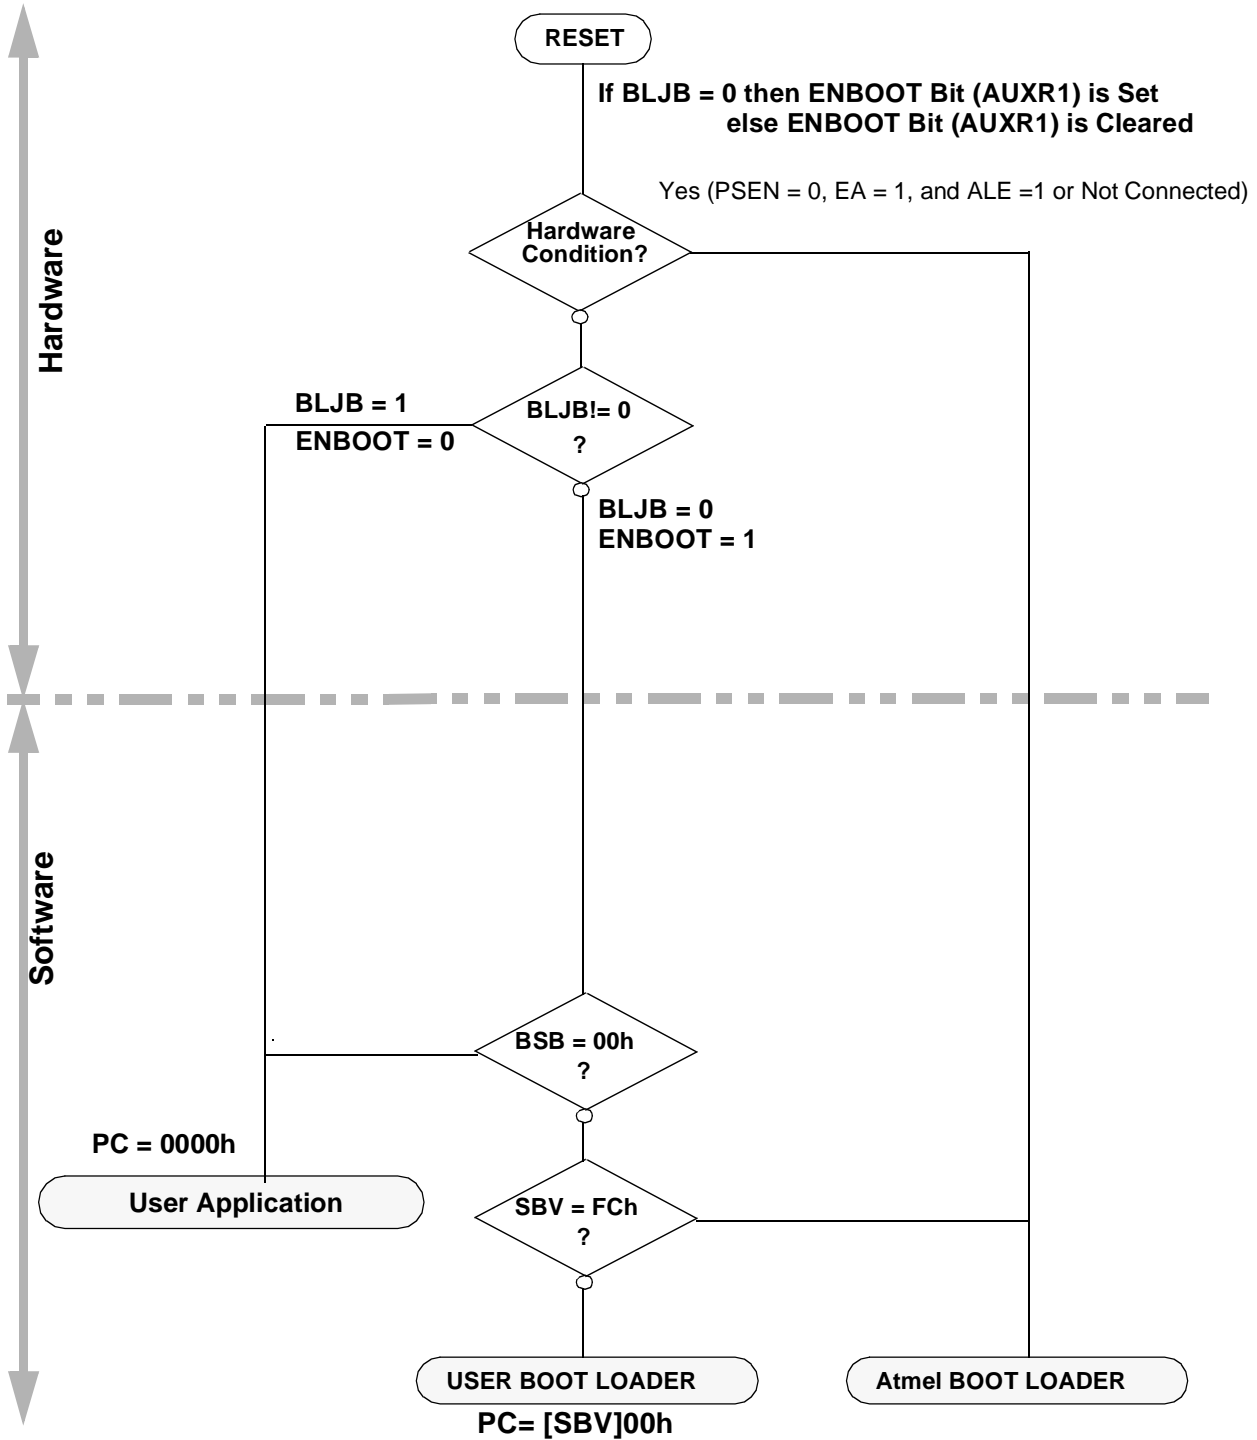 RESET
If BLJB = 0 then ENBOOT Bit (AUXR1) is Set
else ENBOOT Bit (AUXR1) is Cleared
Yes (PSEN = 0, EA = 1, and ALE =1 or Not Connected)
Hardware
Condition?
Hardware
BLJB = 1
ENBOOT = 0
BLJB!= 0
?
BLJB = 0
ENBOOT = 1
Software
BSB = 00h
?
PC = 0000h
User Application
SBV = FCh
?
USER BOOT LOADER
PC= [SBV]00h
Atmel BOOT LOADER